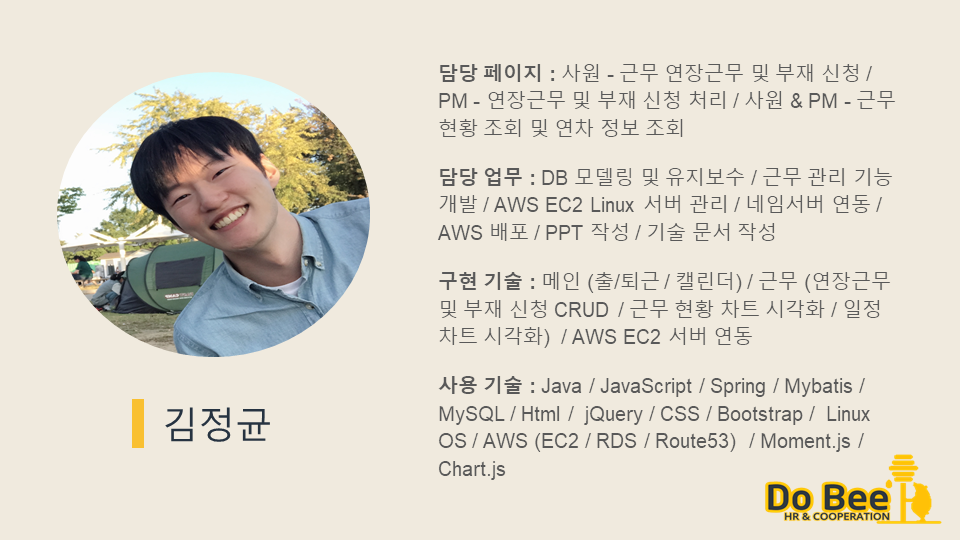 담당 페이지 : 사원 - 근무 연장근무 및 부재 신청 /
PM - 연장근무 및 부재 신청 처리 / 사원 & PM - 근무
현황 조회 및 연차 정보 조회
담당 업무 : DB 모델링 및 유지보수 / 근무 관리 기능
개발 / AWS EC2 Linux 서버 관리 / 네임서버 연동 /
AWS 배포 / PPT 작성 / 기술 문서 작성
구현 기술 : 메인 (출/퇴근 / 캘린더) / 근무 (연장근무
및 부재 신청 CRUD / 근무 현황 차트 시각화 / 일정
차트 시각화) / AWS EC2 서버 연동
사용 기술 : Java / JavaScript / Spring / Mybatis /
MySQL / Html / jQuery / CSS / Bootstrap / Linux
OS / AWS (EC2 / RDS / Route53) / Moment.js /
Chart.js
김정균
Do Bee
HR & COOPERATION